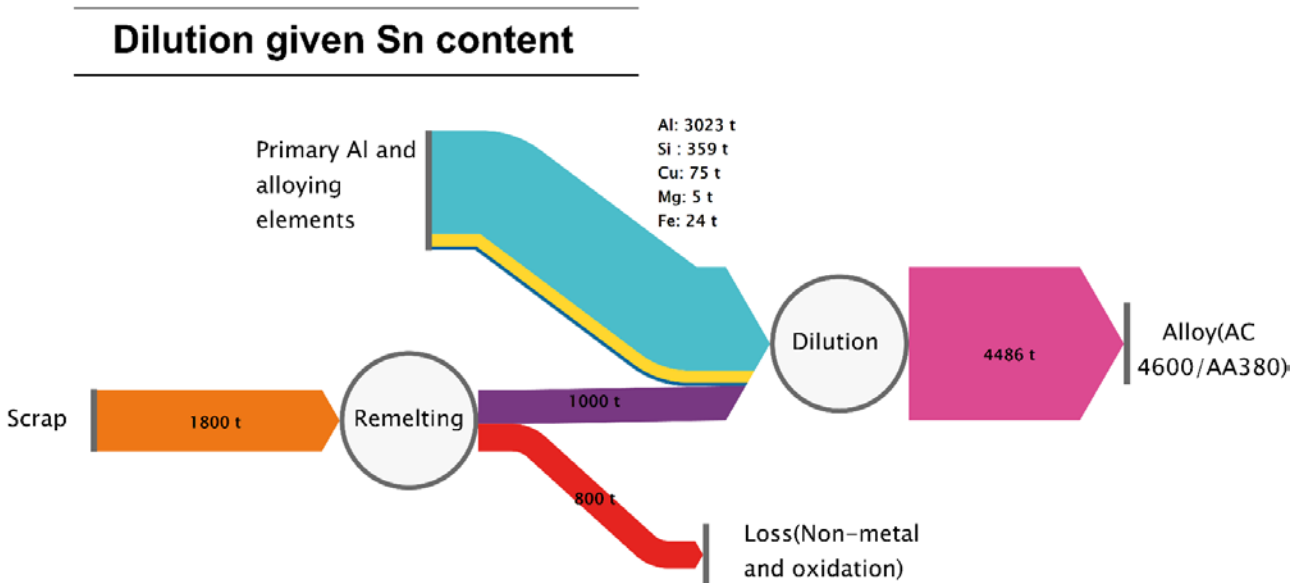 Dilution given Sn content
Primary Al and
alloying
elements
Al: 3023 t
Si : 359 t
Cu: 75 t
Mg: 5 t
Fe: 24 t
Dilution
4486 t
Alloy(AC
4600/AA380)
Scrap
1800 t
Remelting
1000 t
800 t
Loss(Non-metal
and oxidation)